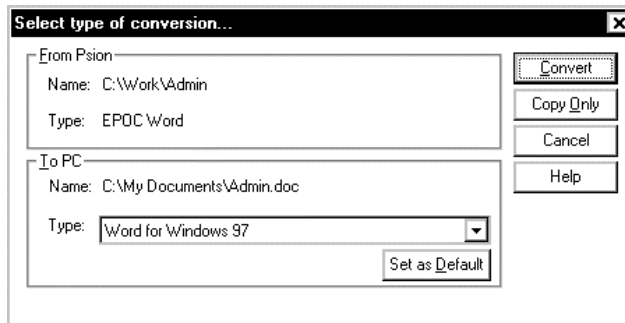 Select type of conversion...
From Psion
Name: C:\Work\Admin
Type: EPOC Word
To PC
Name: C:\My Documents\Admin.doc
Type: Word for Windows 97
Set as Default
Convert
Copy Only
Cancel
Help